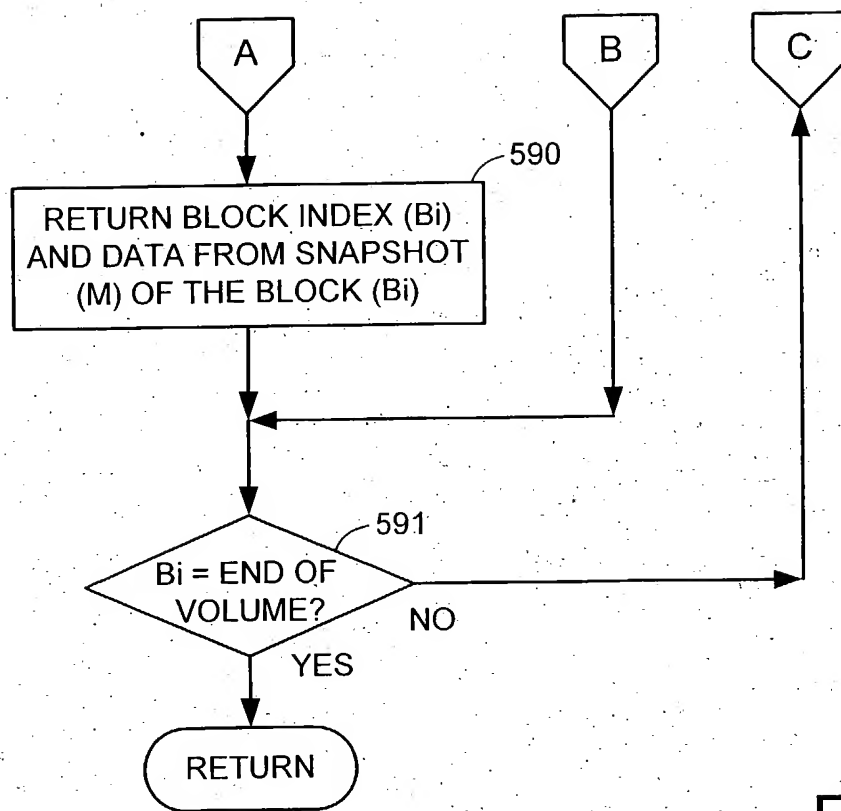 A
B
C
590
RETURN BLOCK INDEX (Bi)
AND DATA FROM SNAPSHOT
(M) OF THE BLOCK (Bi)
591
Bi = END OF
VOLUME?
NO
YES
RETURN